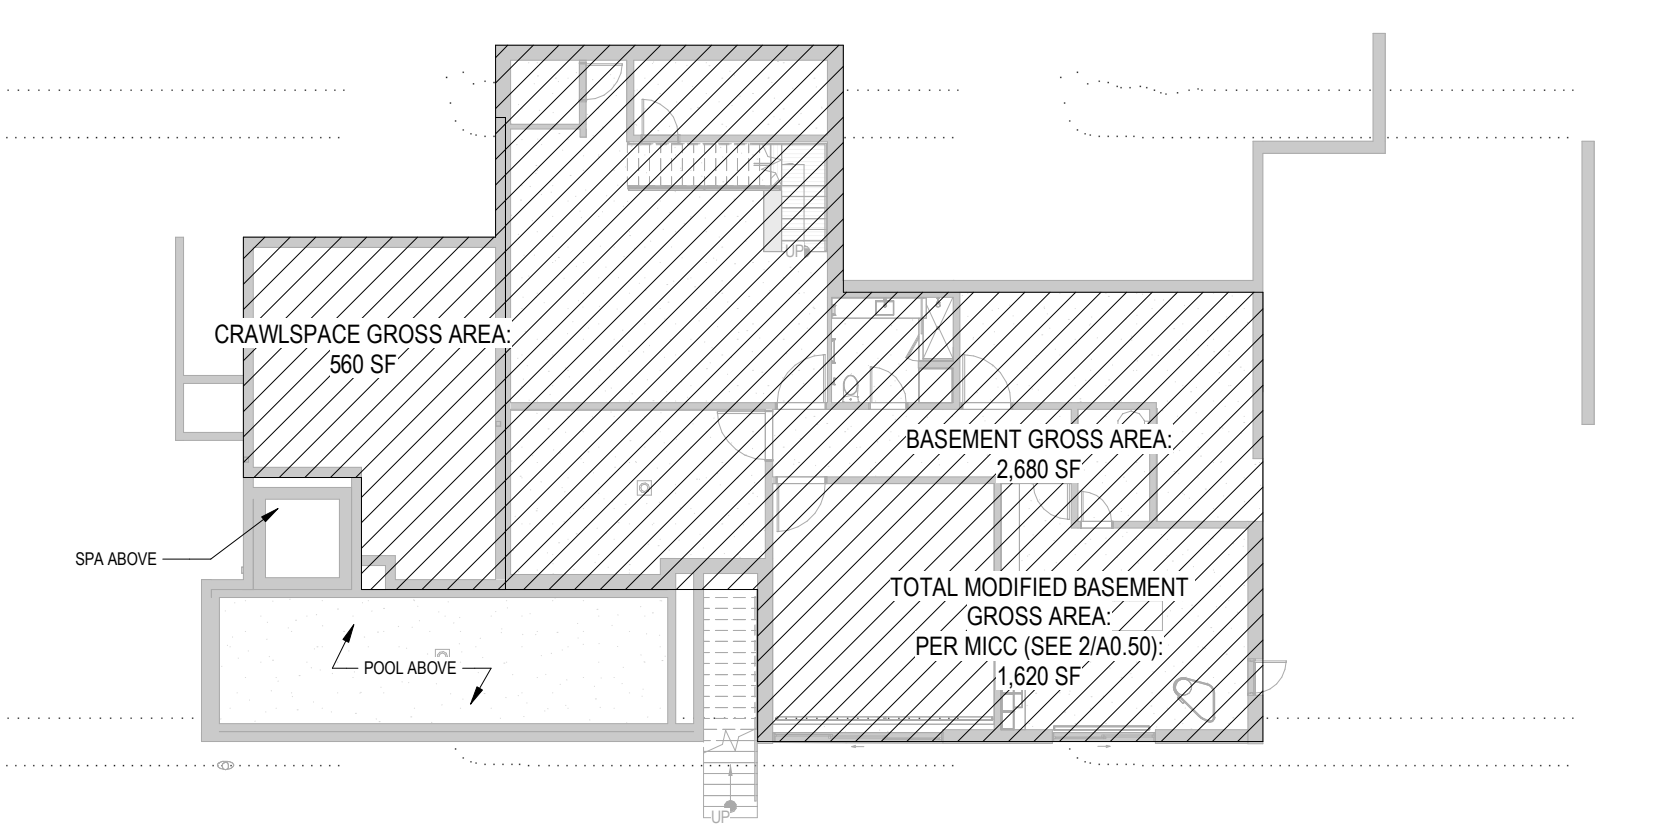 UP
CRAWLSPACE GROSS AREA:
560 SF
BASEMENT GROSS AREA:
2,680 SF
SPA ABOVE
TOTAL MODIFIED BASEMENT
GROSS AREA:
PER MICC (SEE 2/A0.50):
1,620 SF
POOL ABOVE
UP